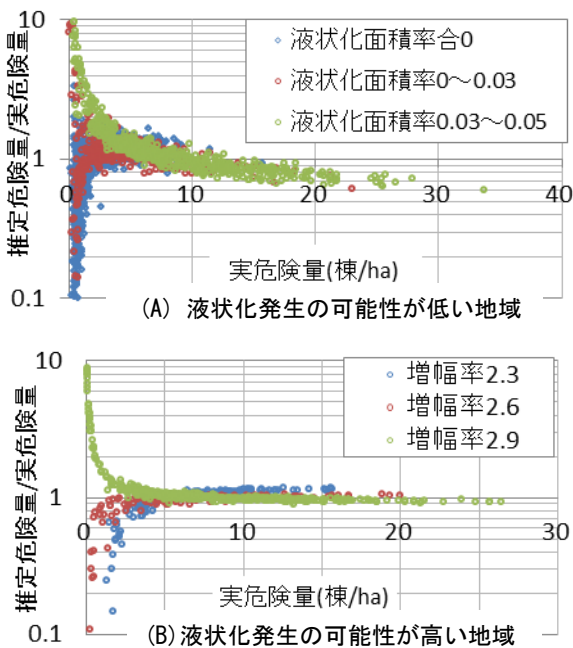 10
推定危険量/実危険量
液状化面積率合0
液状化面積率0～0.03
液状化面積率0.03～0.05
1
0 10 20 30 40
実危険量(棟/ha)
0.1
(A) 液状化発生の可能性が低い地域
10
推定危険量/実危険量
増幅率2.3
増幅率2.6
増幅率2.9
1
0 10 20 30
実危険量(棟/ha)
0.1
(B)液状化発生の可能性が高い地域